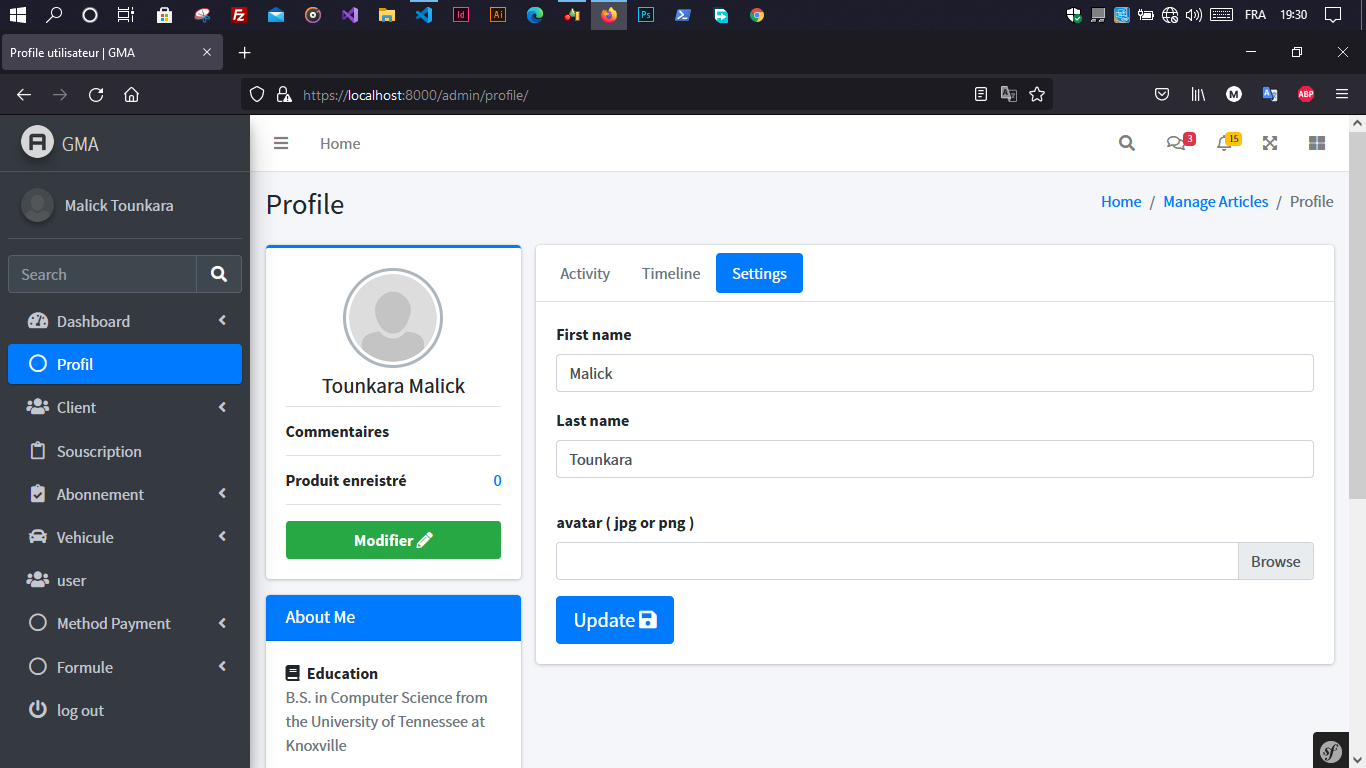 FRA 19:30
Profile utilisateur | GMA
https://localhost:8000/admin/profile/
M ABP
GMA
Home
3 15
Malick Tounkara
Profile
Home / Manage Articles / Profile
Search
Dashboard
Profil
Client
Souscription
Abonnement
Vehicule
user
Method Payment
Formule
log out
Tounkara Malick
Commentaires
Produit enreistré 0
Modifier
About Me
Education
B.S. in Computer Science from
the University of Tennessee at
Knoxville
Activity Timeline Settings
First name
Malick
Last name
Tounkara
avatar ( jpg or png )
Browse
Update
sf